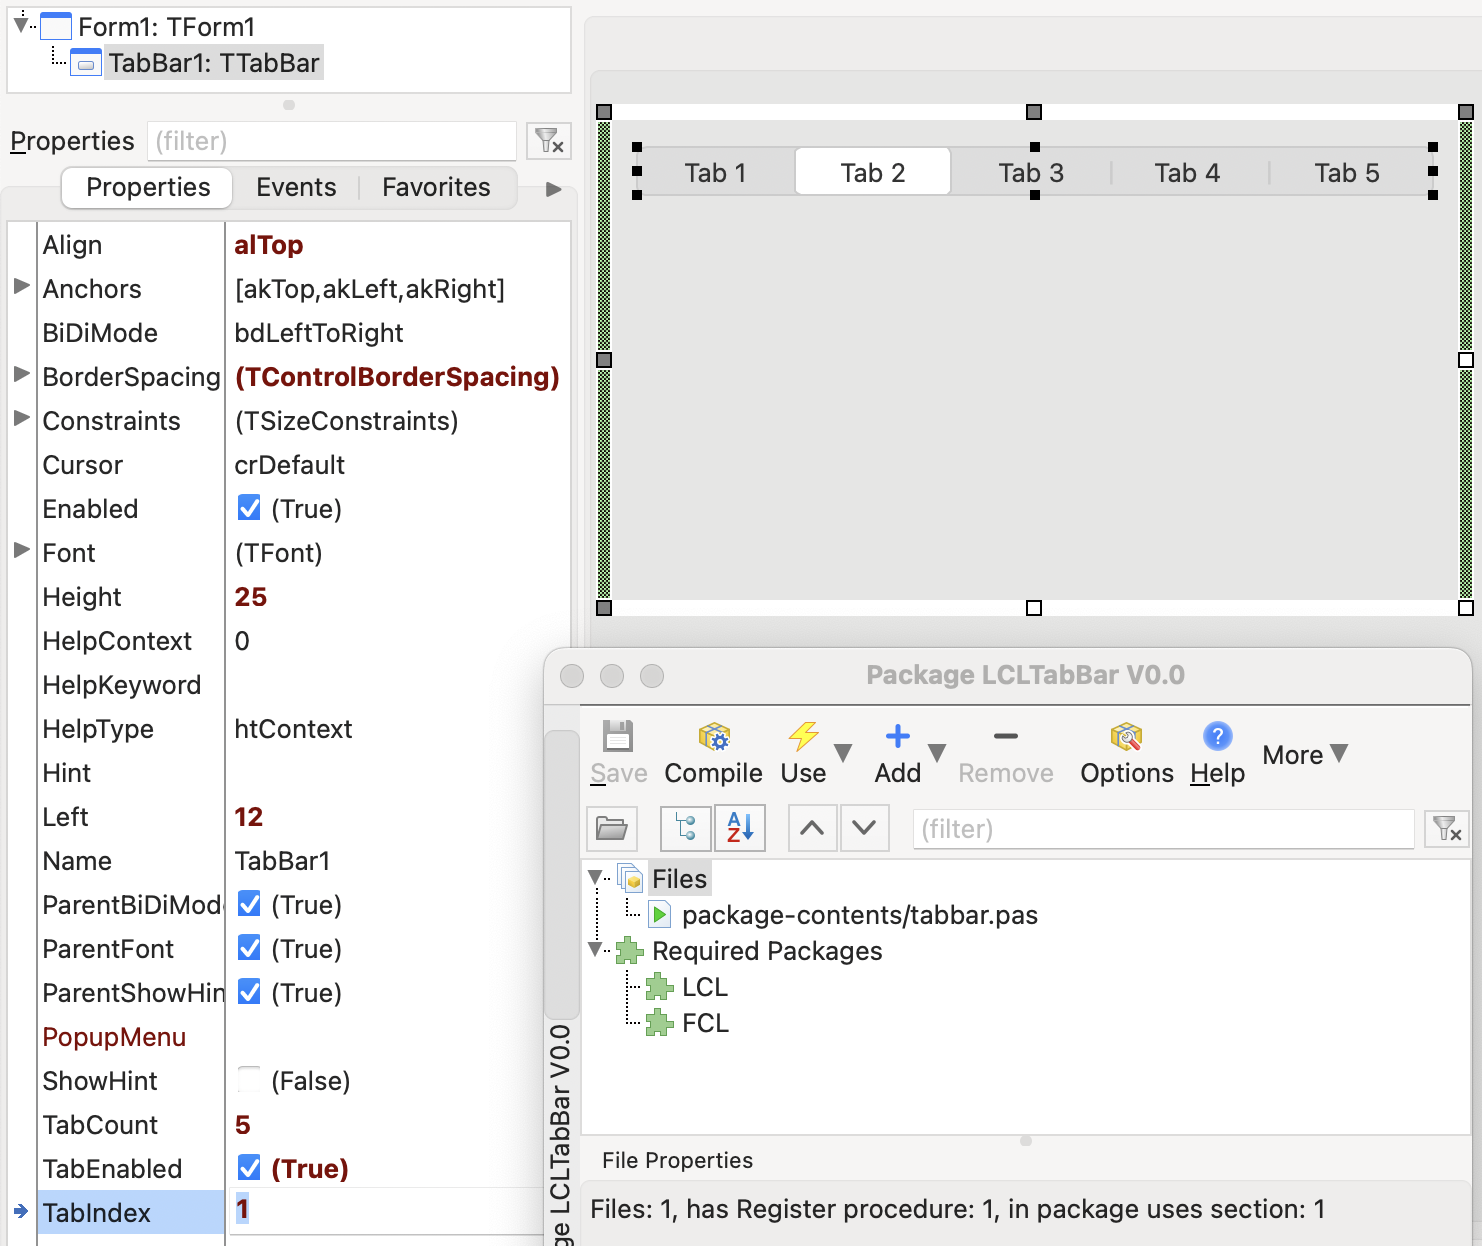 Form1: TForm1
TabBar1: TTabBar
Properties (filter)
Properties Events Favorites
Align alTop
Anchors [akTop,akLeft,akRight]
BiDiMode bdLeftToRight
BorderSpacing (TControlBorderSpacing)
Constraints (TSizeConstraints)
Cursor crDefault
Enabled (True)
Font (TFont)
Height 25
HelpContext 0
HelpKeyword
HelpType htContext
Hint
Left 12
Name TabBar1
ParentBiDiMod (True)
ParentFont (True)
ParentShowHin (True)
PopupMenu
ShowHint (False)
TabCount 5
TabEnabled (True)
TabIndex 1
Tab 1 Tab 2 Tab 3 Tab 4 Tab 5
Package LCLTabBar V0.0
Save Compile Use Add Remove Options Help More
(filter)
Files
package-contents/tabbar.pas
Required Packages
LCL
FCL
ge LCLTabBar V0.0
File Properties
Files: 1, has Register procedure: 1, in package uses section: 1